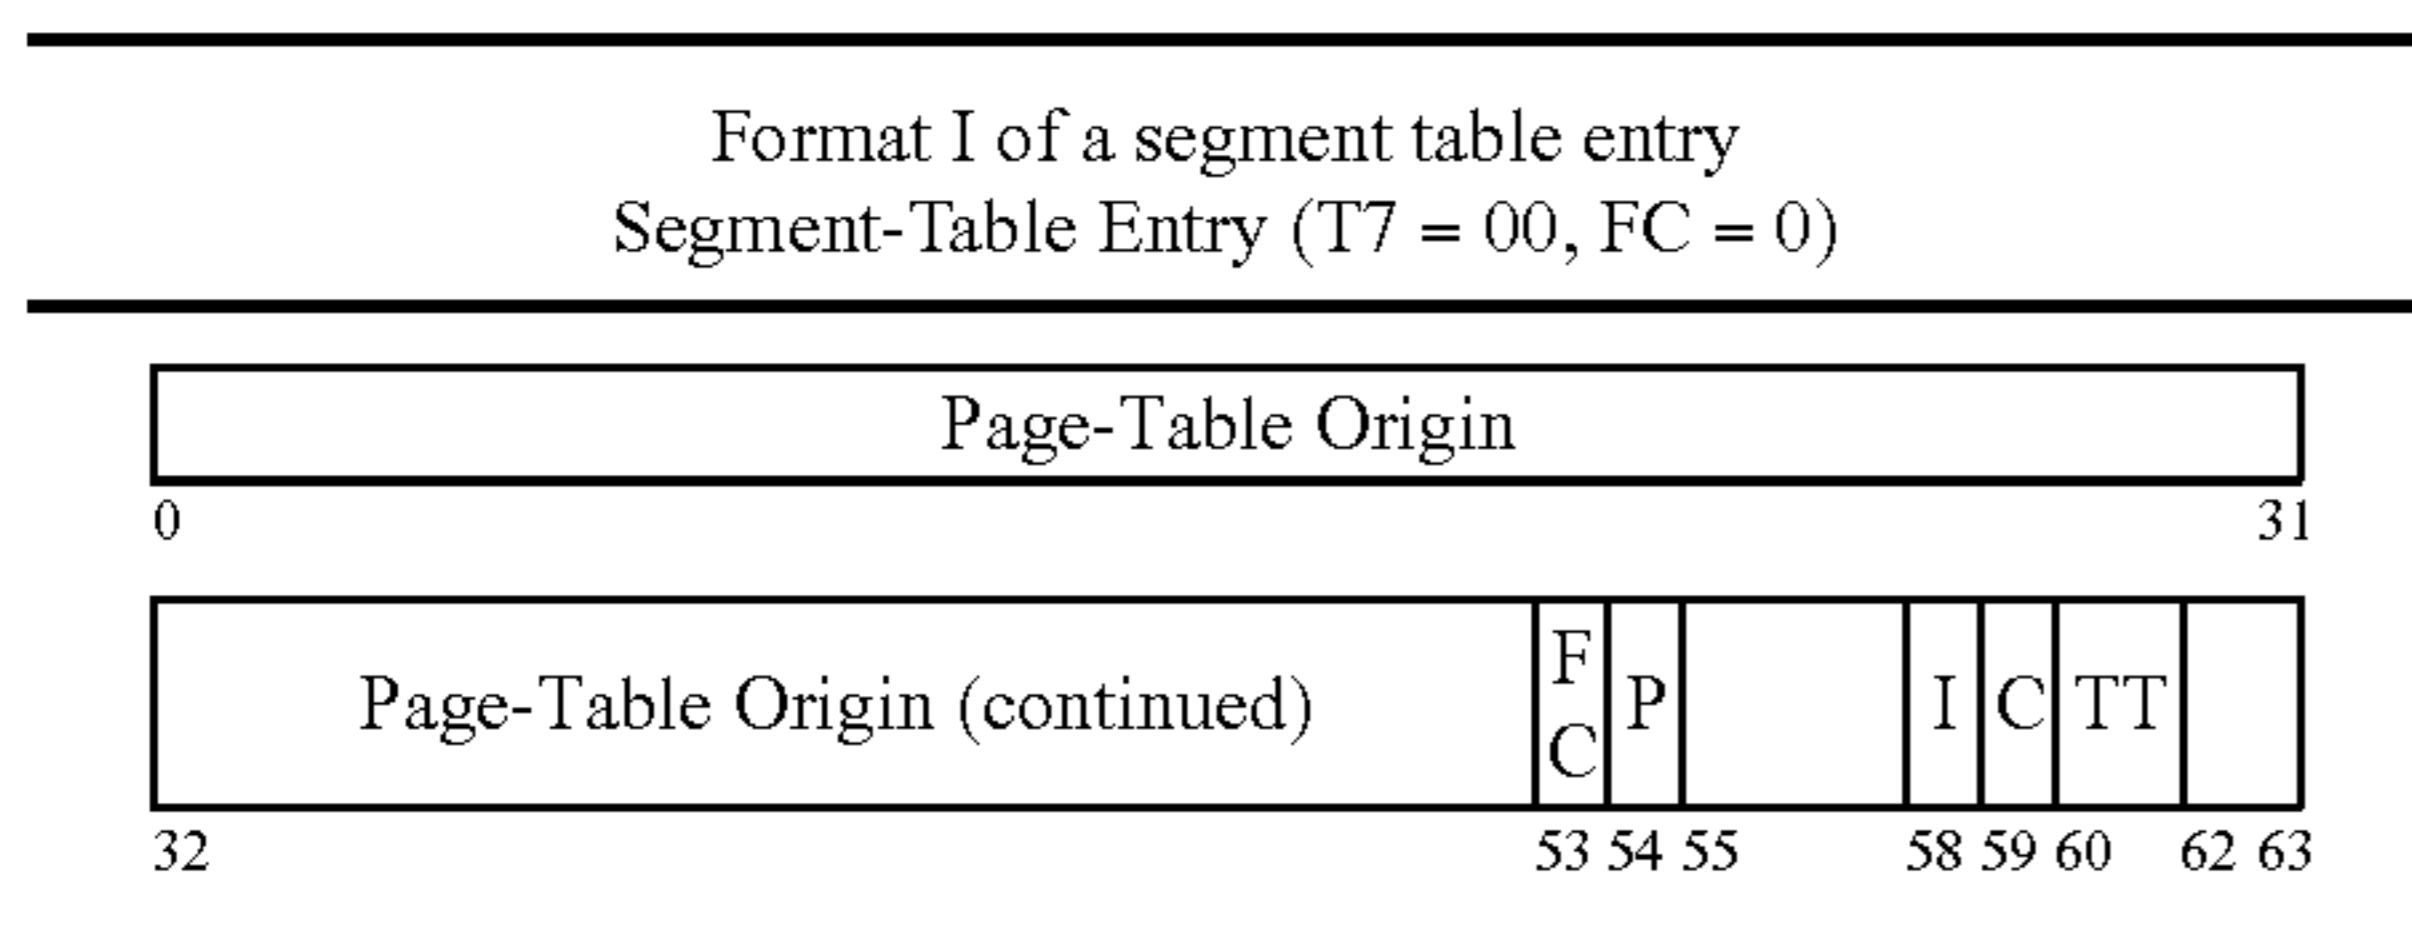 Format I of a segment table entry
Segment-Table Entry (T7 = 00, FC = 0)
Page-Table Origin
0 31
Page-Table Origin (continued) F C P I C TT
32 53 54 55 58 59 60 62 63